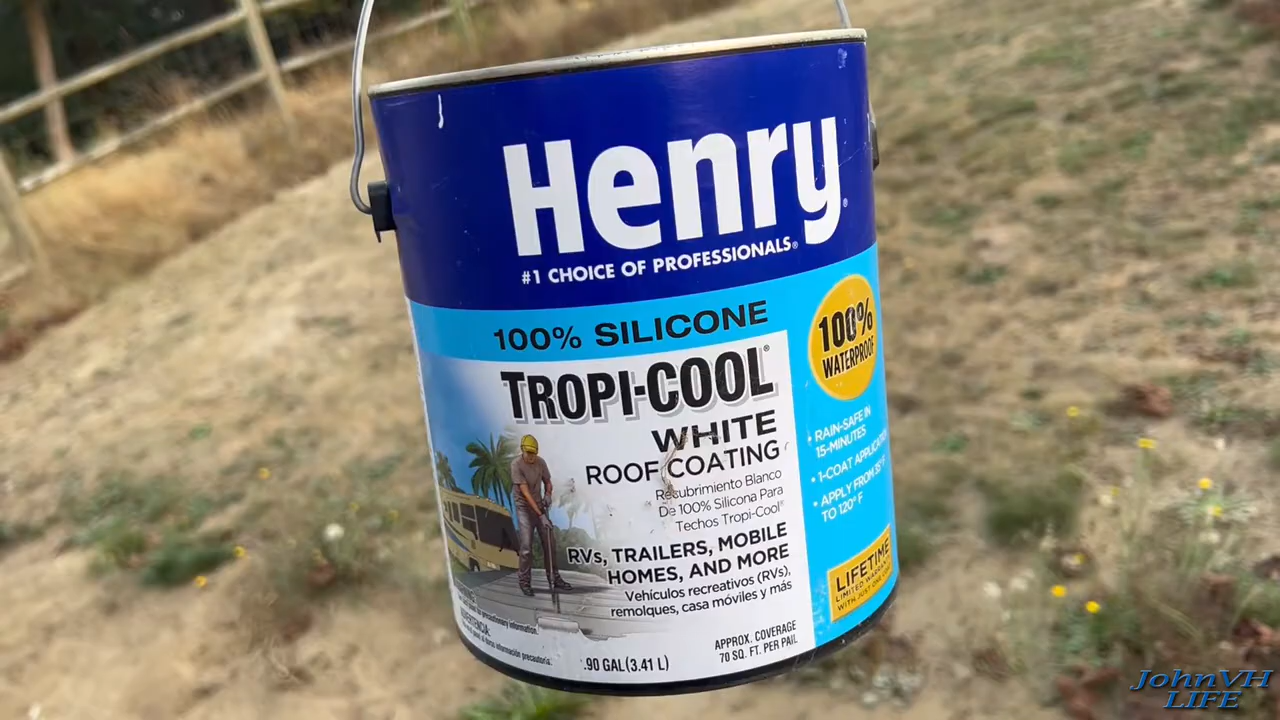 Henry®
#1 CHOICE OF PROFESSIONALS®
100% SILICONE
TROPI-COOL®
WHITE
ROOF COATING
Recubrimiento Blanco
De 100% Silicona Para
Techos Tropi-Cool®
RVs, TRAILERS, MOBILE
HOMES, AND MORE
Vehículos recreativos (RVs),
remolques, casa móviles y más
APPROX. COVERAGE
70 SQ. FT. PER PAIL
.90 GAL (3.41 L)
100%
WATERPROOF
• RAIN-SAFE IN
15-MINUTES
• 1-COAT
• APPLY FROM 35° F
TO 120° F
LIFETIME
LIMITED
WITH JUST
JohnVH
LIFE